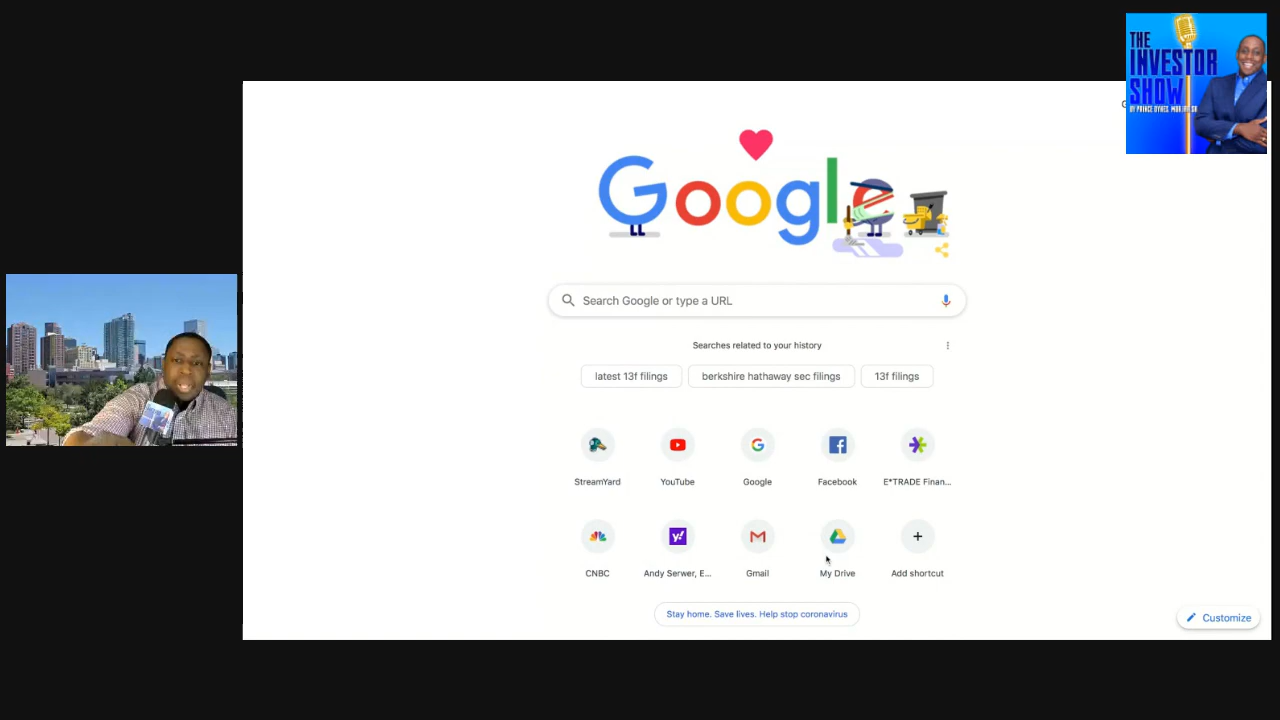 THE
INVESTOR
SHOW
Google
Search Google or type a URL
Searches related to your history
latest 13f filings
berkshire hathaway sec filings
13f filings
StreamYard
YouTube
Google
Facebook
E*TRADE Finan...
CNBC
Andy Serwer, E...
Gmail
My Drive
Add shortcut
Stay home. Save lives. Help stop coronavirus
Customize